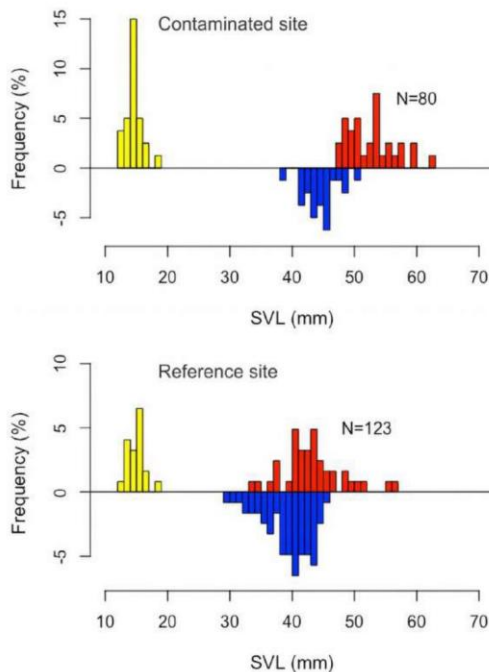 Contaminated site
N=80
Frequency (%)
15
10
5
0
-5
10 20 30 40 50 60 70
SVL (mm)
Reference site
N=123
Frequency (%)
10
5
0
-5
10 20 30 40 50 60 70
SVL (mm)